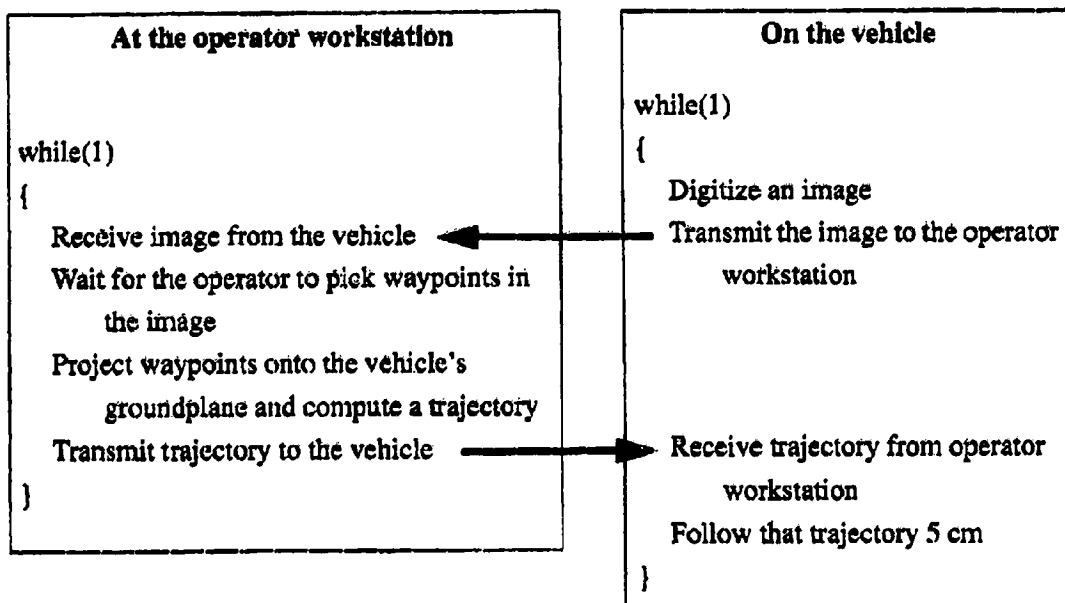 At the operator workstation
while(1)
{
Receive image from the vehicle
Wait for the operator to pick waypoints in
the image
Project waypoints onto the vehicle's
groundplane and compute a trajectory
Transmit trajectory to the vehicle
}
On the vehicle
while(1)
{
Digitize an image
Transmit the image to the operator
workstation
Receive trajectory from operator
workstation
Follow that trajectory 5 cm
}